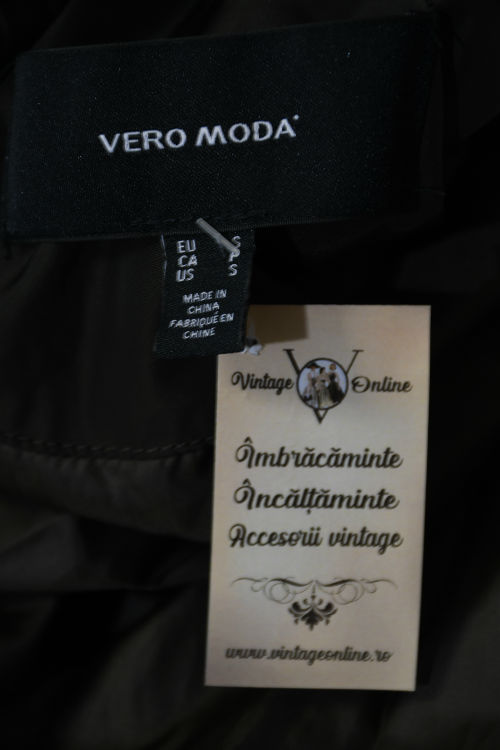 VERO MODA
EU S
CA P
US S
MADE IN
CHINA
FABRIQUÉ EN
CHINE
Vintage Online
Îmbrăcăminte
Încălțăminte
Accesorii vintage
www.vintageonline.ro